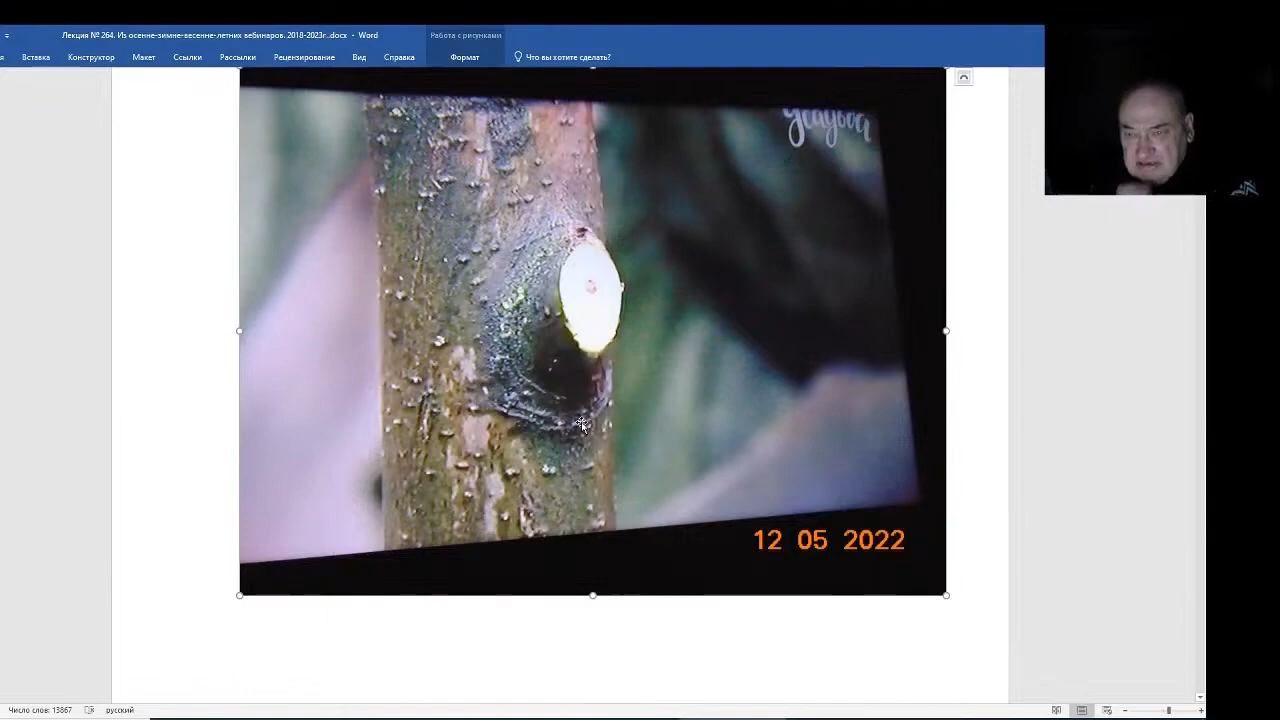 Лекция № 264. Из осенне-зимне-весенне-летних вебинаров. 2018-2023г..docx - Word
Работа с рисунками
Вставка
Конструктор
Макет
Ссылки
Рассылки
Рецензирование
Вид
Справка
Формат
Что вы хотите сделать?
усадьба
12 05 2022
Число слов: 13867
русский